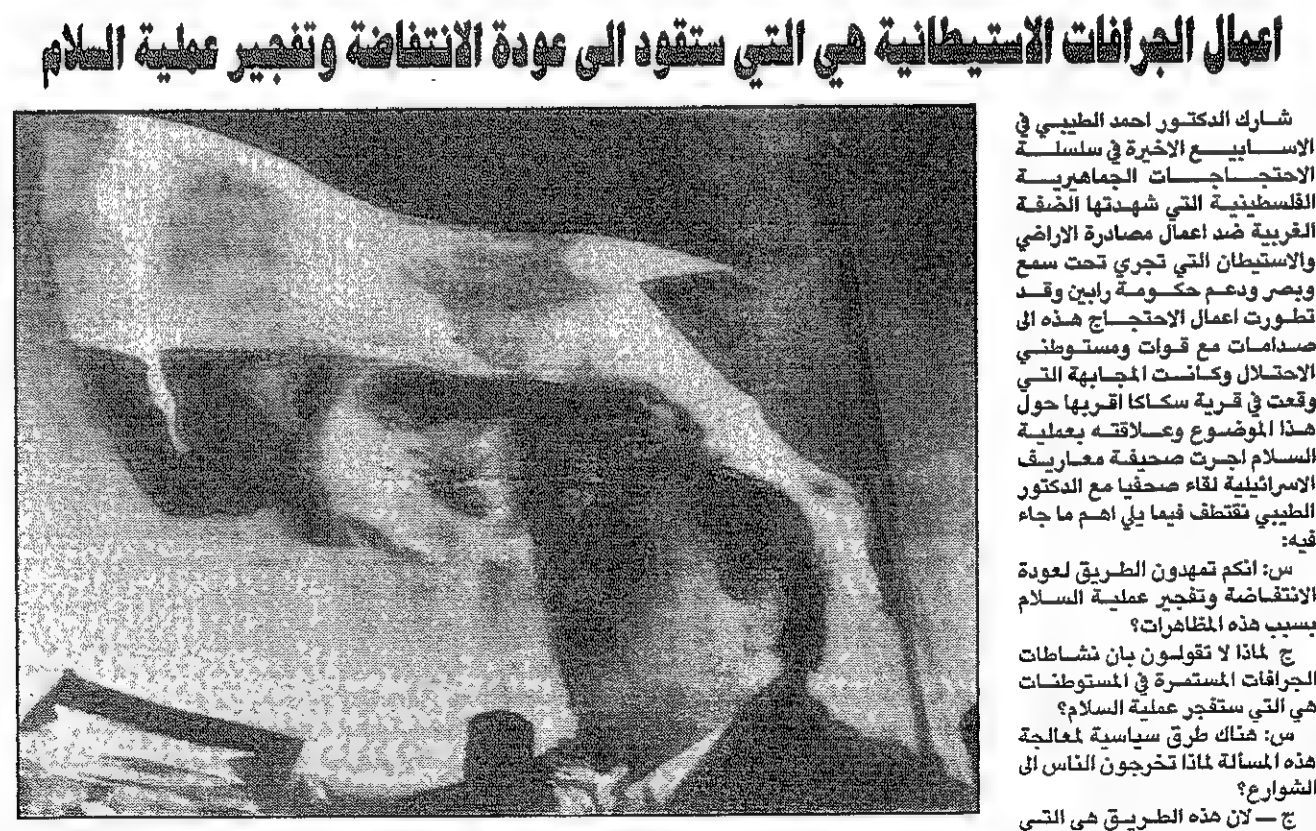 اعمال الجرافات الاستيطانية هي التي ستقود الى عودة الانتفاضة وتفجير عملية السلام
شارك الدكتور احمد الطيبي في
الاسابيع الاخيرة في سلسلة
الاحتجاجات الجماهيرية
الفلسطينية التي شهدتها الضفة
الغربية ضد اعمال مصادرة الاراضي
والاستيطان التي تجري تحت سمع
وبصر ودعم حكومة رابين وقد
تطورت اعمال الاحتجاج هذه الى
صدامات مع قوات ومستوطني
الاحتلال وكانت المجابهة التي
وقعت في قرية سكاكا اقربها حول
هذا الموضوع وعلاقته بعملية
السلام اجرت صحيفة معاريف
الاسرائيلية لقاء صحفيا مع الدكتور
الطيبي نقتطف فيما يلي اهم ما جاء
فيه:
س: انكم تمهدون الطريق لعودة
الانتفاضة وتفجير عملية السلام
بسبب هذه المظاهرات؟
ج لماذا لا تقولون بان نشاطات
الجرافات المستمرة في المستوطنات
هي التي ستفجر عملية السلام؟
س: هناك طرق سياسية لمعالجة
هذه المسألة لماذا تخرجون الناس الى
الشوارع؟
ج — لان هذه الطريق هي التي